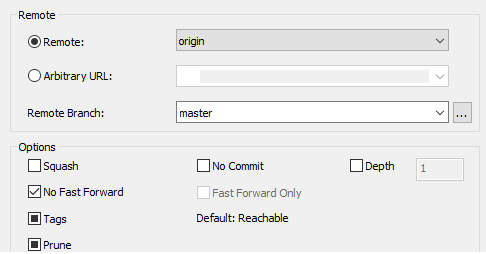 Remote
Remote:
origin
Arbitrary URL:
Remote Branch:
master
...
Options
Squash
No Commit
Depth
1
No Fast Forward
Fast Forward Only
Tags
Default: Reachable
Prune